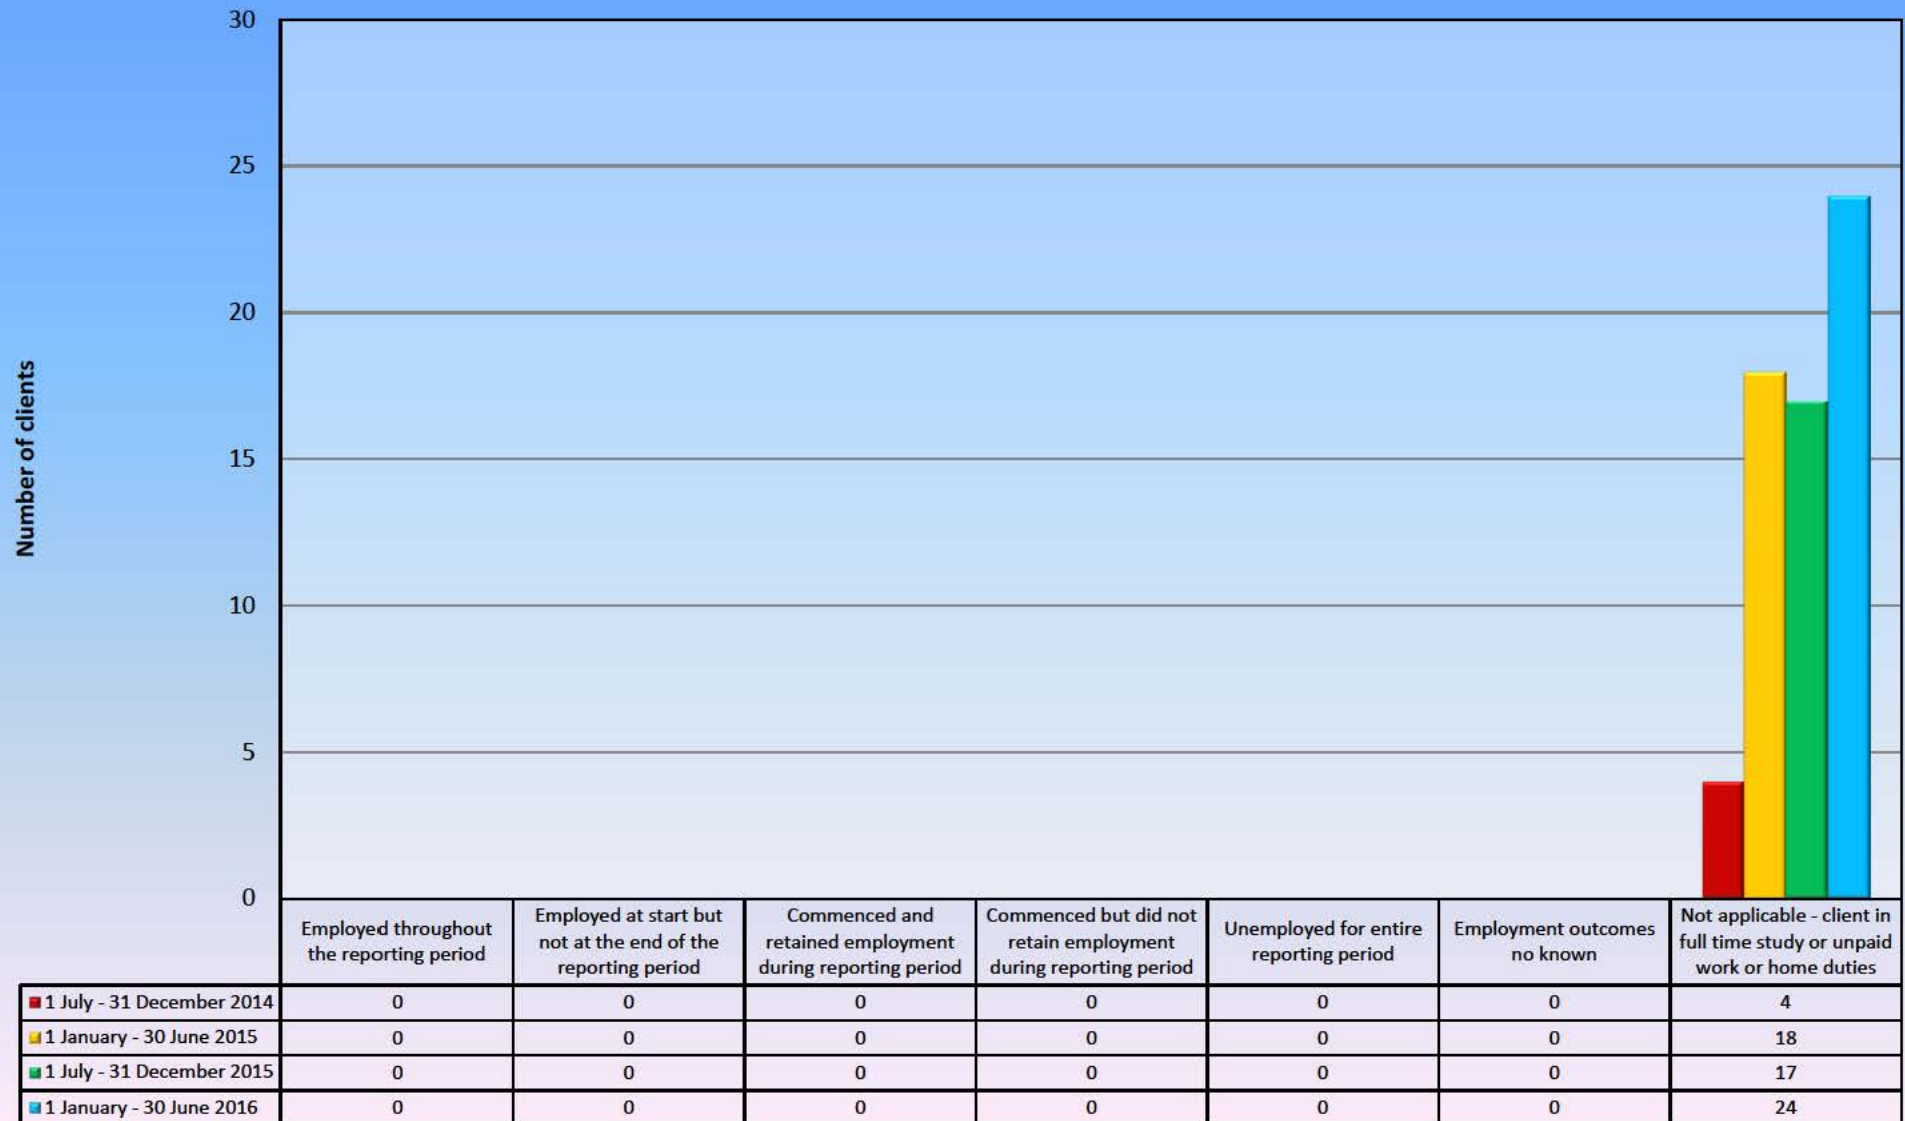 30
25
20
15
10
5
0
Number of clients
Employed throughout
the reporting period
Employed at start but
not at the end of the
reporting period
Commenced and
retained employment
during reporting period
Commenced but did not
retain employment
during reporting period
Unemployed for entire
reporting period
Employment outcomes
no known
Not applicable - client in
full time study or unpaid
work or home duties
1 July - 31 December 2014 0 0 0 0 0 0 4
1 January - 30 June 2015 0 0 0 0 0 0 18
1 July - 31 December 2015 0 0 0 0 0 0 17
1 January - 30 June 2016 0 0 0 0 0 0 24